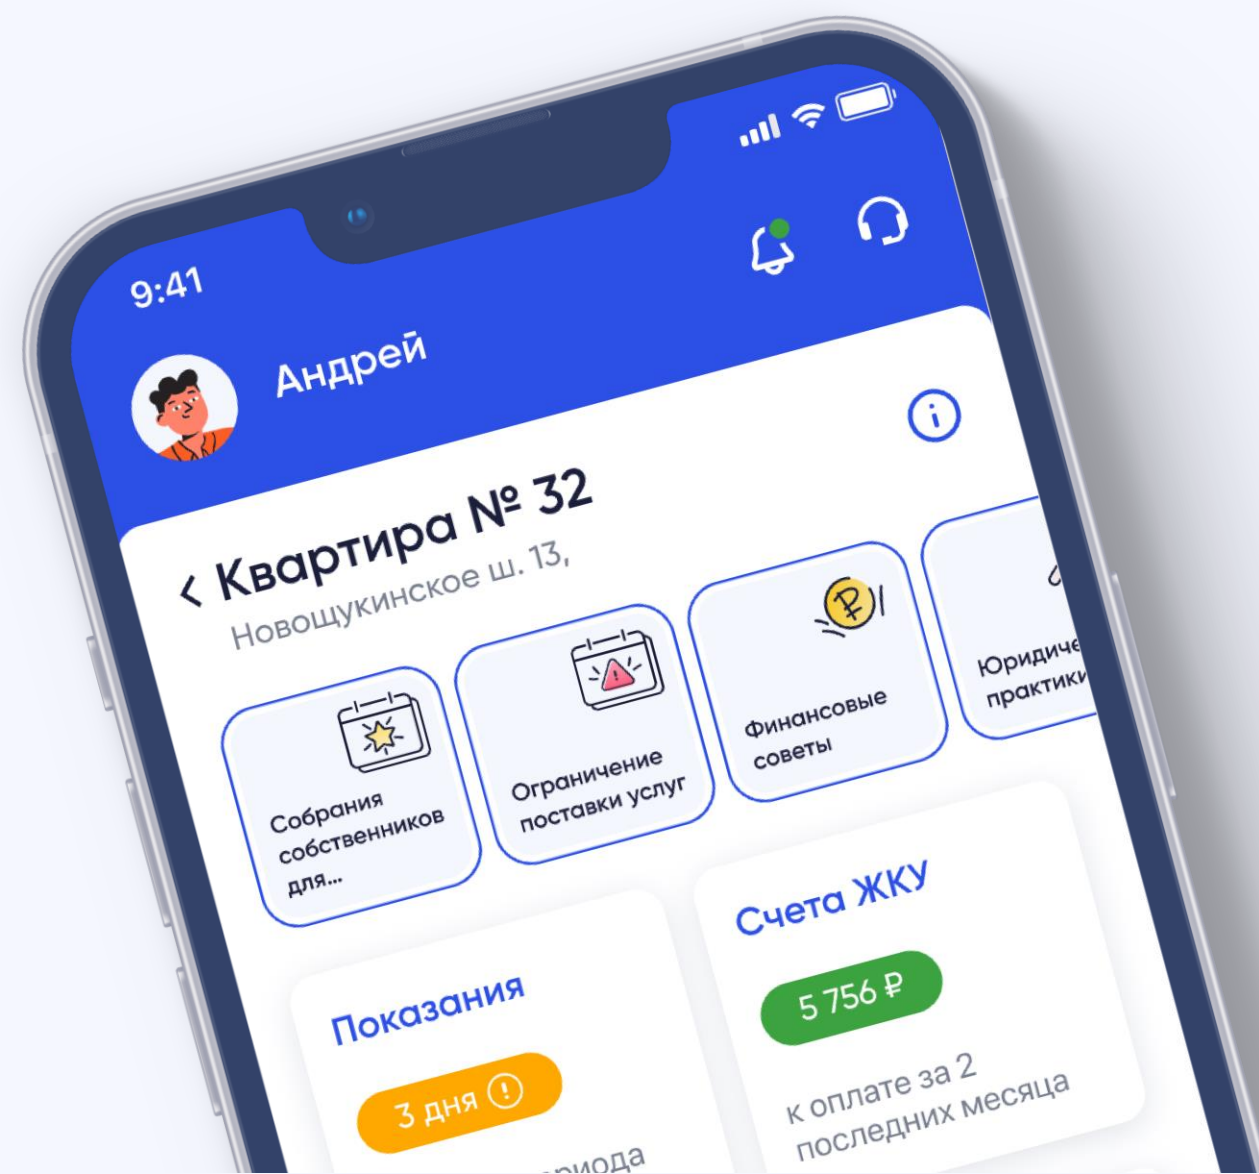 9:41
Андрей
Квартира № 32
Новощукинское ш. 13,
Собрания
собственников
для...
Ограничение
поставки услуг
Финансовые
советы
практики
Счета ЖКУ
5 756 ₽
к оплате за 2
последних месяца
Показания
3 дня